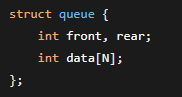 struct queue {
    int front, rear;
    int data[N];
};